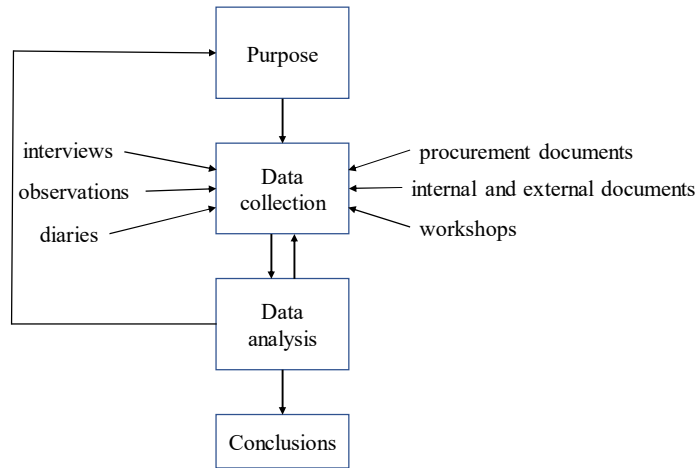 Purpose
interviews
observations
diaries
Data
collection
procurement documents
internal and external documents
workshops
Data
analysis
Conclusions